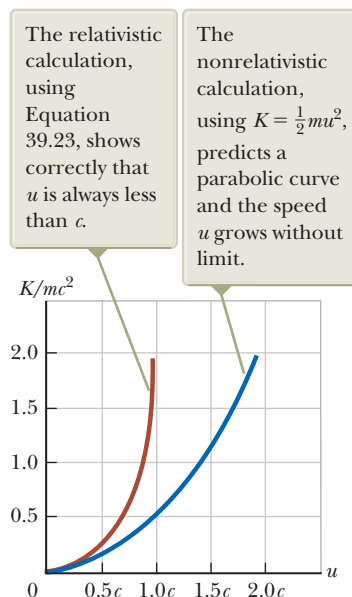 The relativistic
calculation,
using
Equation
39.23, shows
correctly that
u is always less
than c.
The
nonrelativistic
calculation,
using K = ½mu²,
predicts a
parabolic curve
and the speed
u grows without
limit.
K/mc²
2.0
1.5
1.0
0.5
0
0.5c 1.0c 1.5c 2.0c
u